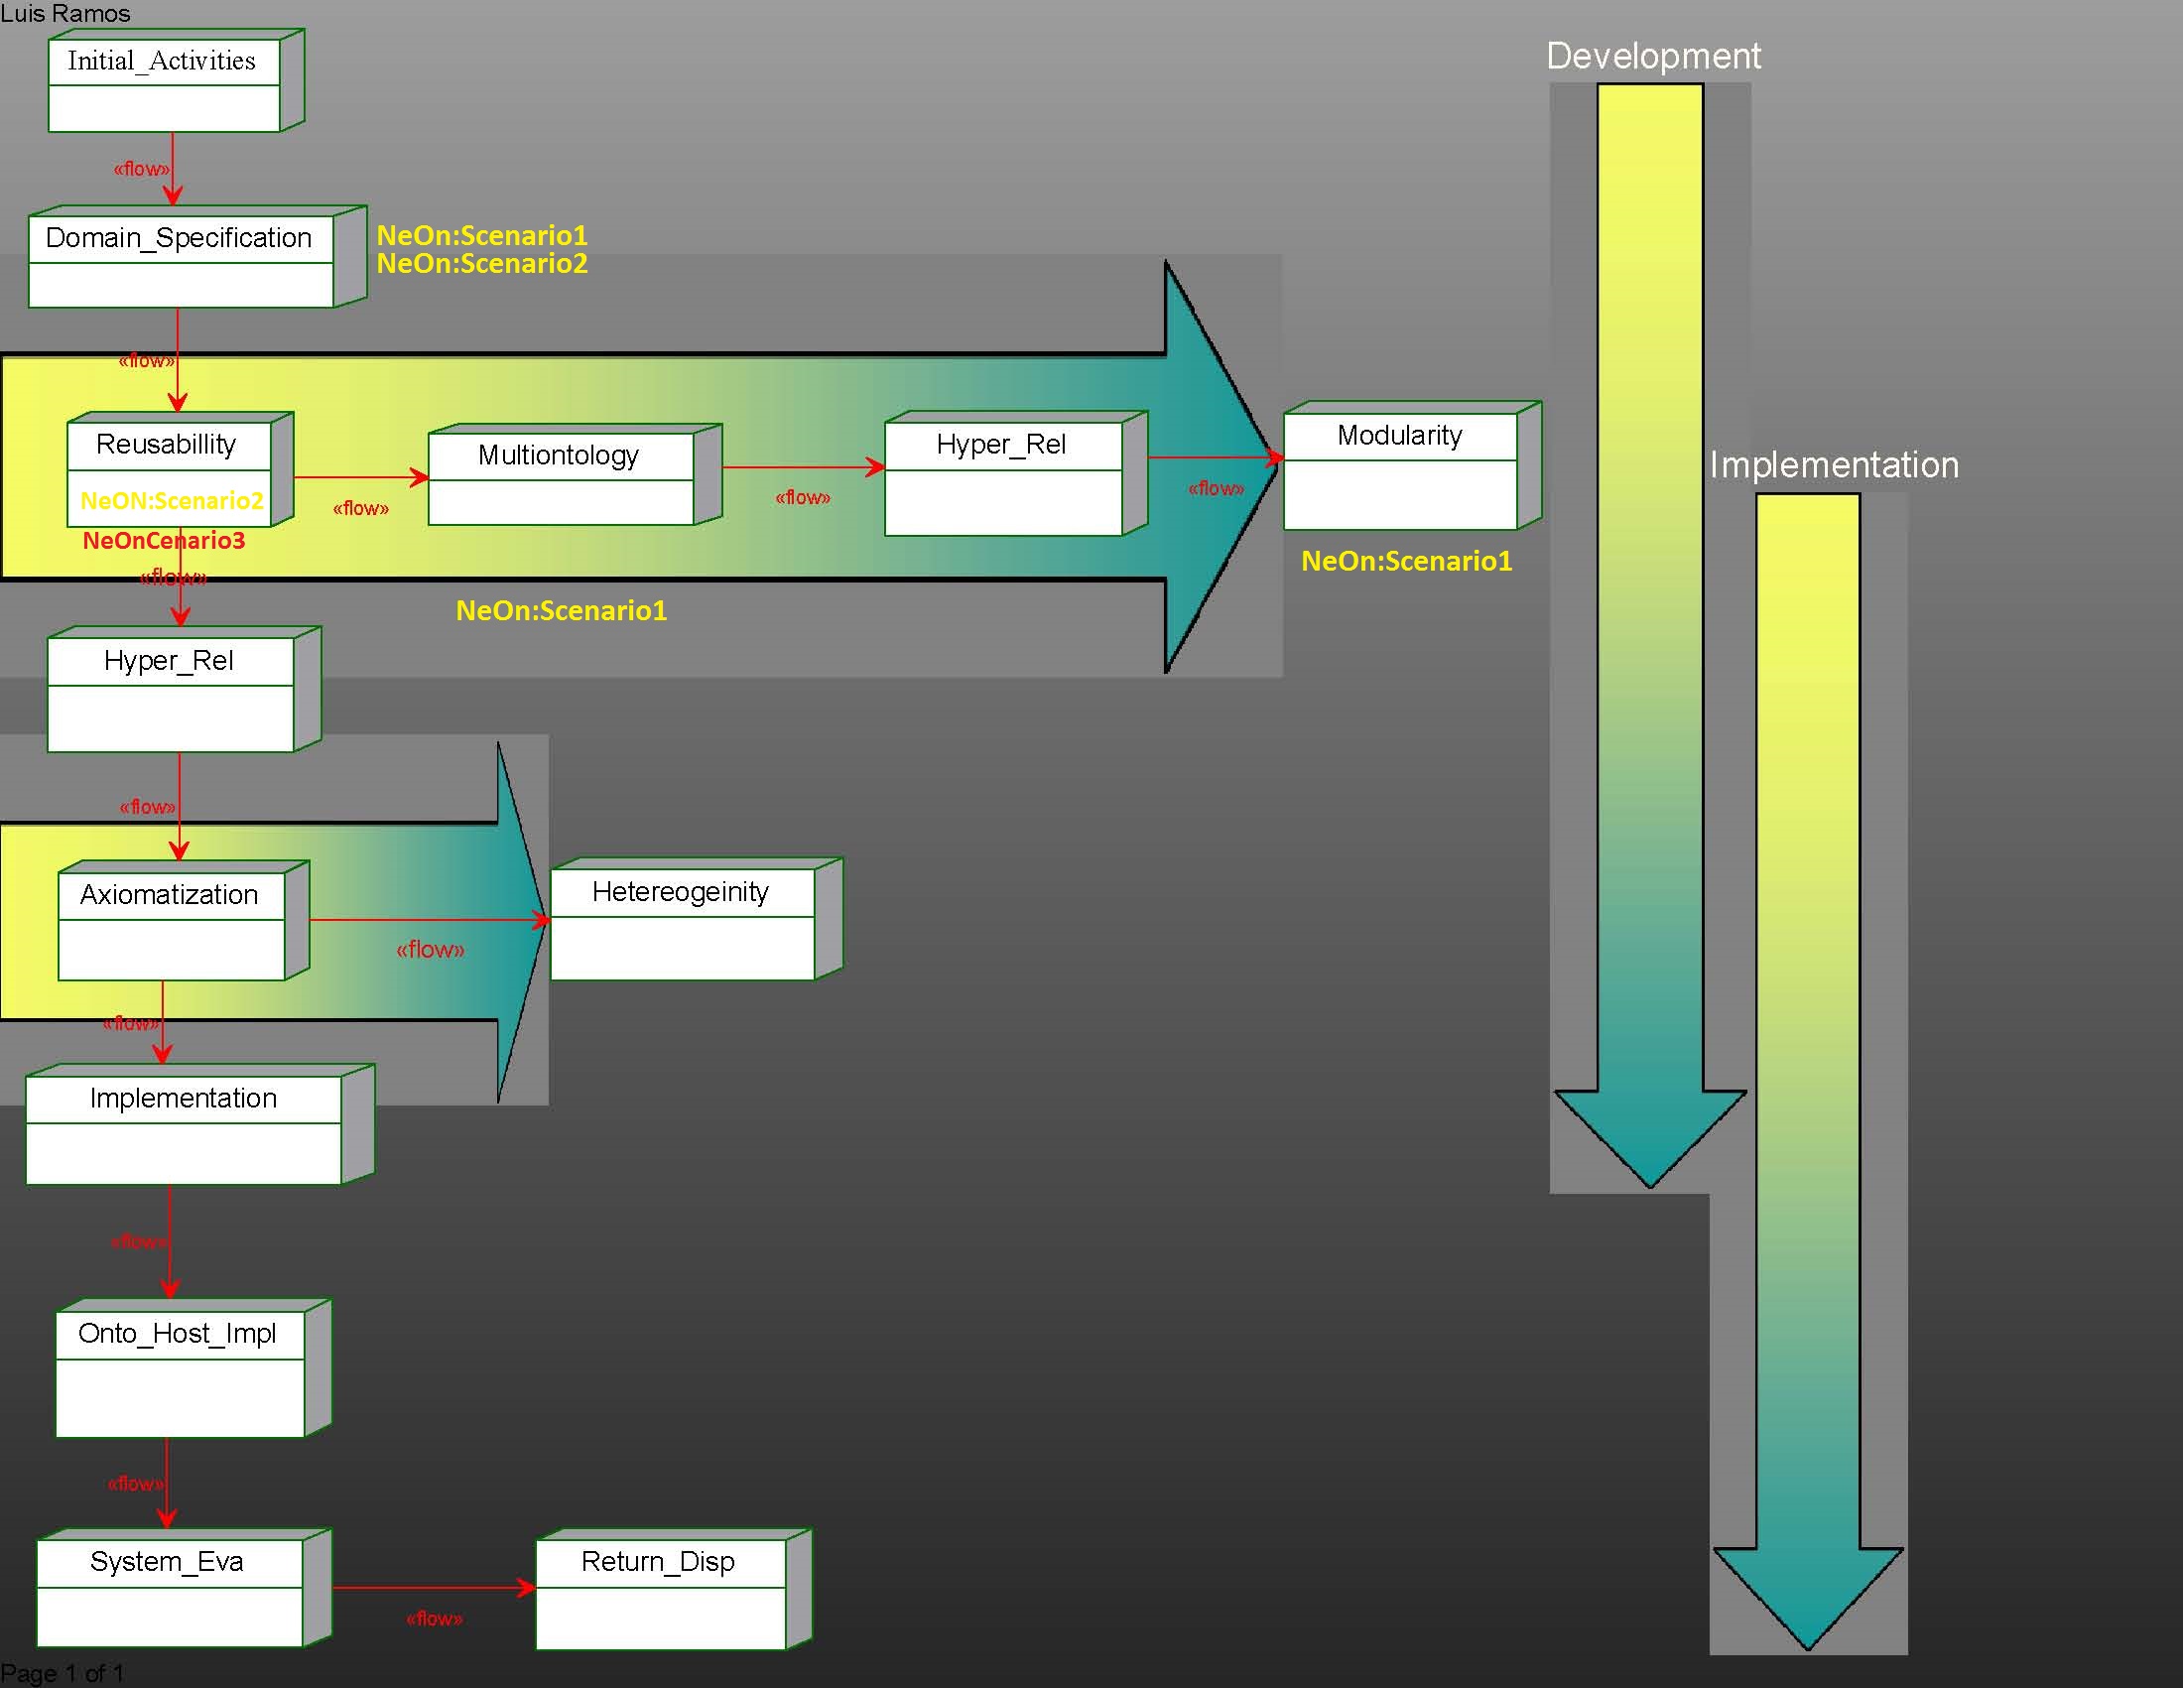 Luis Ramos
Initial_Activities
Development
«flow»
Domain_Specification
NeOn:Scenario1
NeOn:Scenario2
«flow»
Reusabillity
Multiontology
Hyper_Rel
Modularity
Implementation
NeON:Scenario2
«flow»
«flow»
«flow»
NeOnCenario3
NeOn:Scenario1
«flow»
NeOn:Scenario1
Hyper_Rel
«flow»
Axiomatization
Hetereogeinity
«flow»
«flow»
Implementation
«flow»
Onto_Host_Impl
«flow»
System_Eva
Return_Disp
«flow»
Page 1 of 1